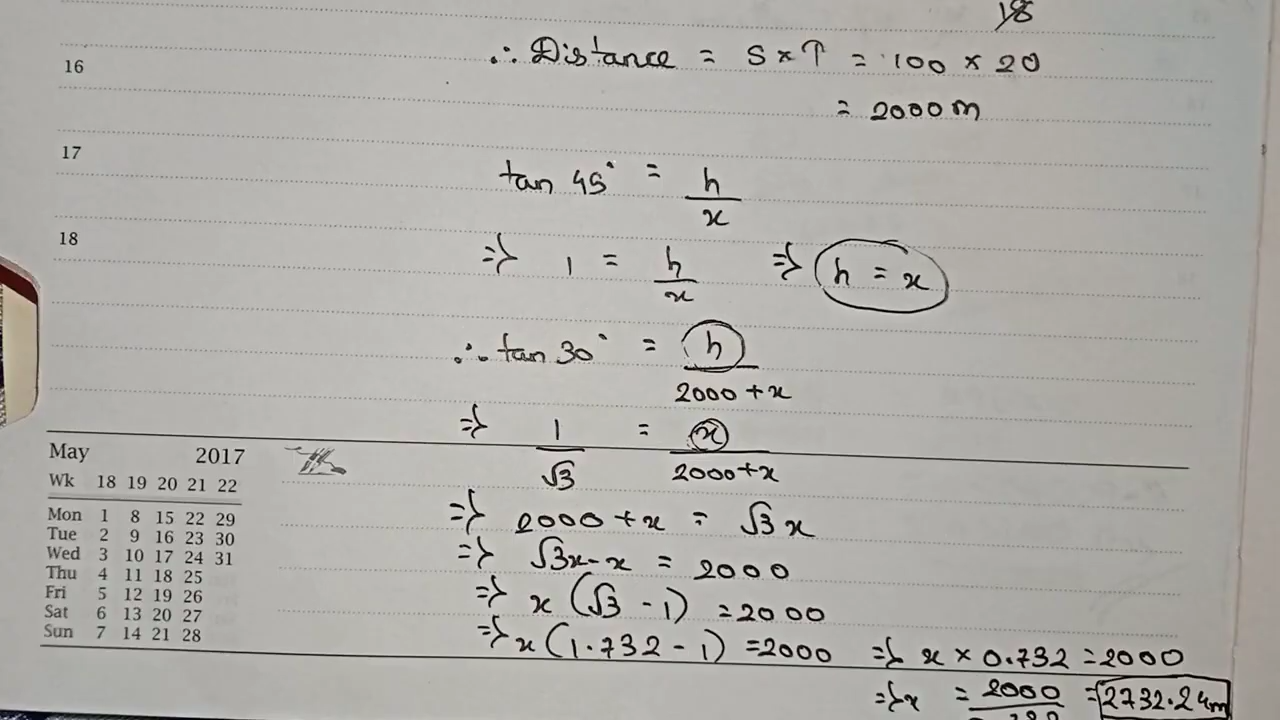 18
∴ Distance = S × T = 100 × 20
16
= 2000 m
17
tan 45° = h/x
18
⇒ 1 = h/x ⇒ h = x
∴ tan 30° = h/2000 + x
⇒ 1/√3 = x/2000 + x
May 2017
Wk 18 19 20 21 22
Mon 1 8 15 22 29
Tue 2 9 16 23 30
Wed 3 10 17 24 31
Thu 4 11 18 25
Fri 5 12 19 26
Sat 6 13 20 27
Sun 7 14 21 28
⇒ 2000 + x = √3 x
⇒ √3x - x = 2000
⇒ x (√3 - 1) = 2000
⇒ x (1.732 - 1) = 2000 ⇒ x × 0.732 = 2000
⇒ x = 2000/ = 2732.24m